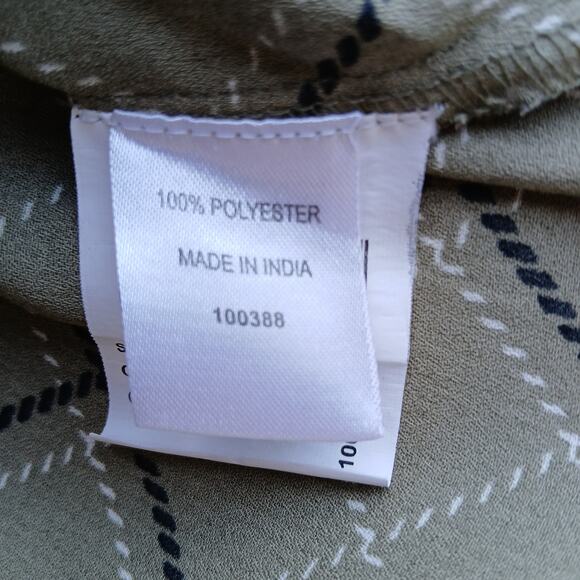 100% POLYESTER
MADE IN INDIA
100388